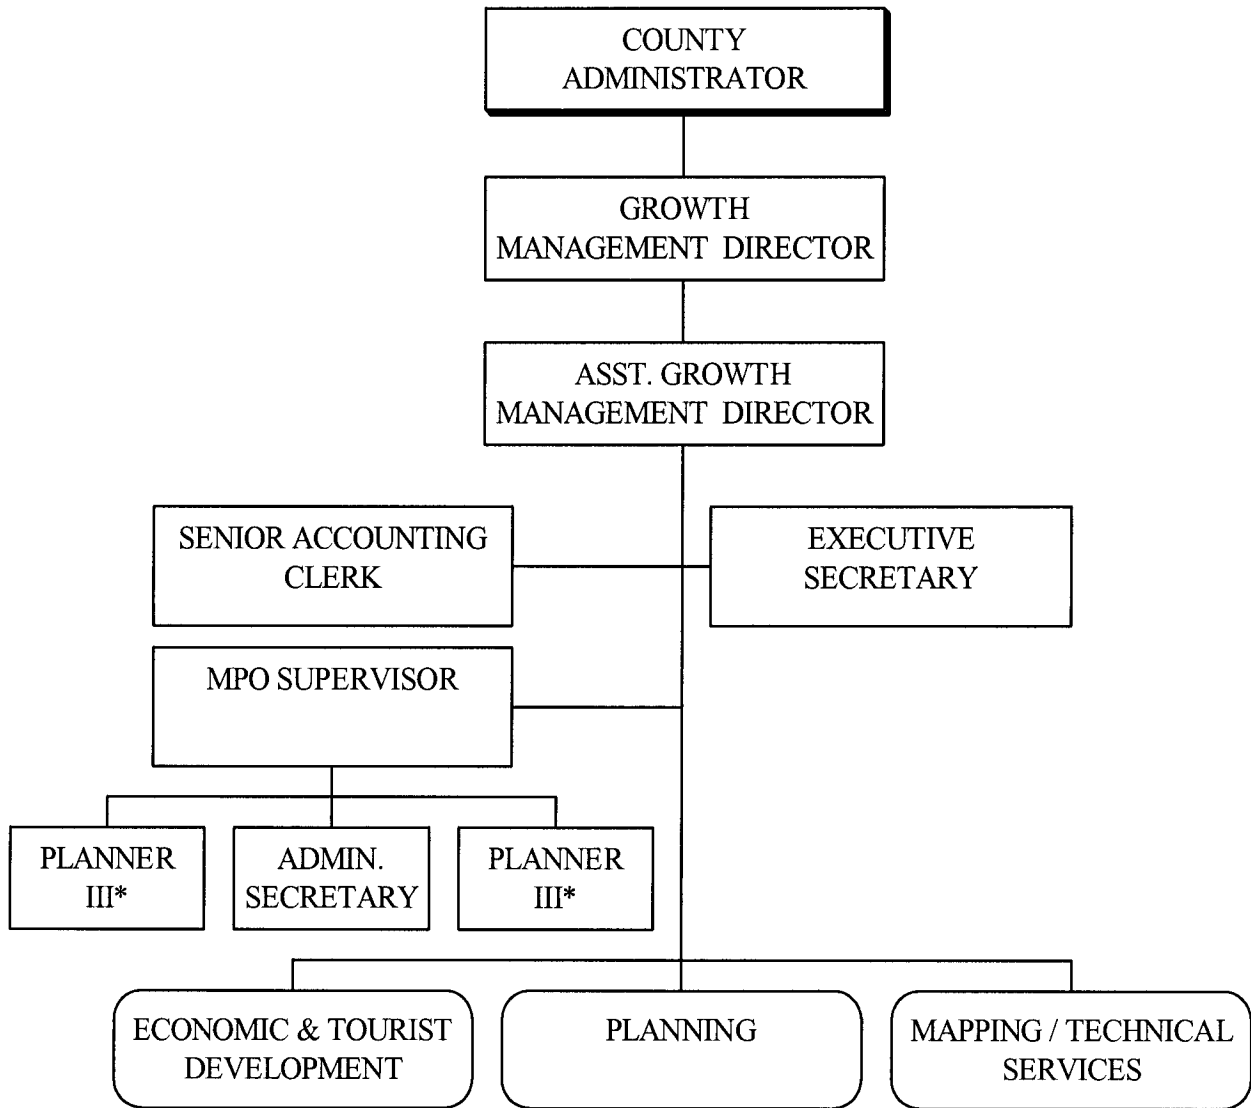 COUNTY
ADMINISTRATOR
GROWTH
MANAGEMENT DIRECTOR
ASST. GROWTH
MANAGEMENT DIRECTOR
SENIOR ACCOUNTING
CLERK
EXECUTIVE
SECRETARY
MPO SUPERVISOR
PLANNER
III*
ADMIN.
SECRETARY
PLANNER
III*
ECONOMIC & TOURIST
DEVELOPMENT
PLANNING
MAPPING / TECHNICAL
SERVICES